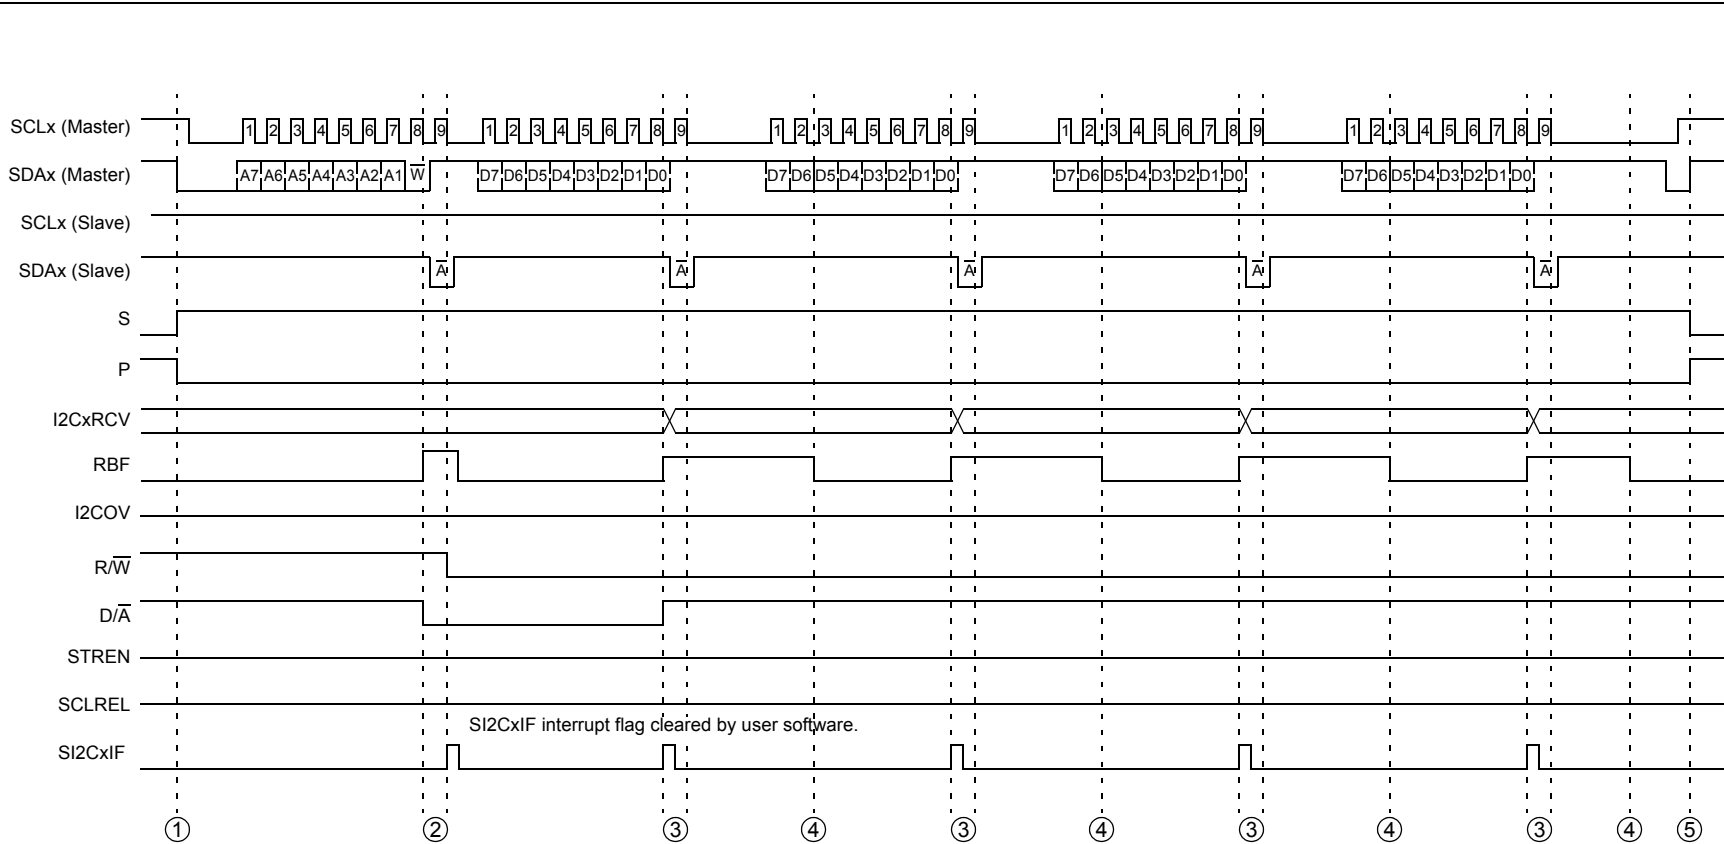 SCLx (Master) 1 2 3 4 5 6 7 8 9 1 2 3 4 5 6 7 8 9 1 2 3 4 5 6 7 8 9 1 2 3 4 5 6 7 8 9 1 2 3 4 5 6 7 8 9
SDAx (Master) A7 A6 A5 A4 A3 A2 A1 W̅ D7 D6 D5 D4 D3 D2 D1 D0 D7 D6 D5 D4 D3 D2 D1 D0 D7 D6 D5 D4 D3 D2 D1 D0 D7 D6 D5 D4 D3 D2 D1 D0
SCLx (Slave)
SDAx (Slave) A̅ A̅ A̅ A̅ A̅
S
P
I2CxRCV
RBF
I2COV
R/W̅
D/A̅
STREN
SCLREL
SI2CxIF interrupt flag cleared by user software.
SI2CxIF
① ② ③ ④ ③ ④ ③ ④ ③ ④ ⑤